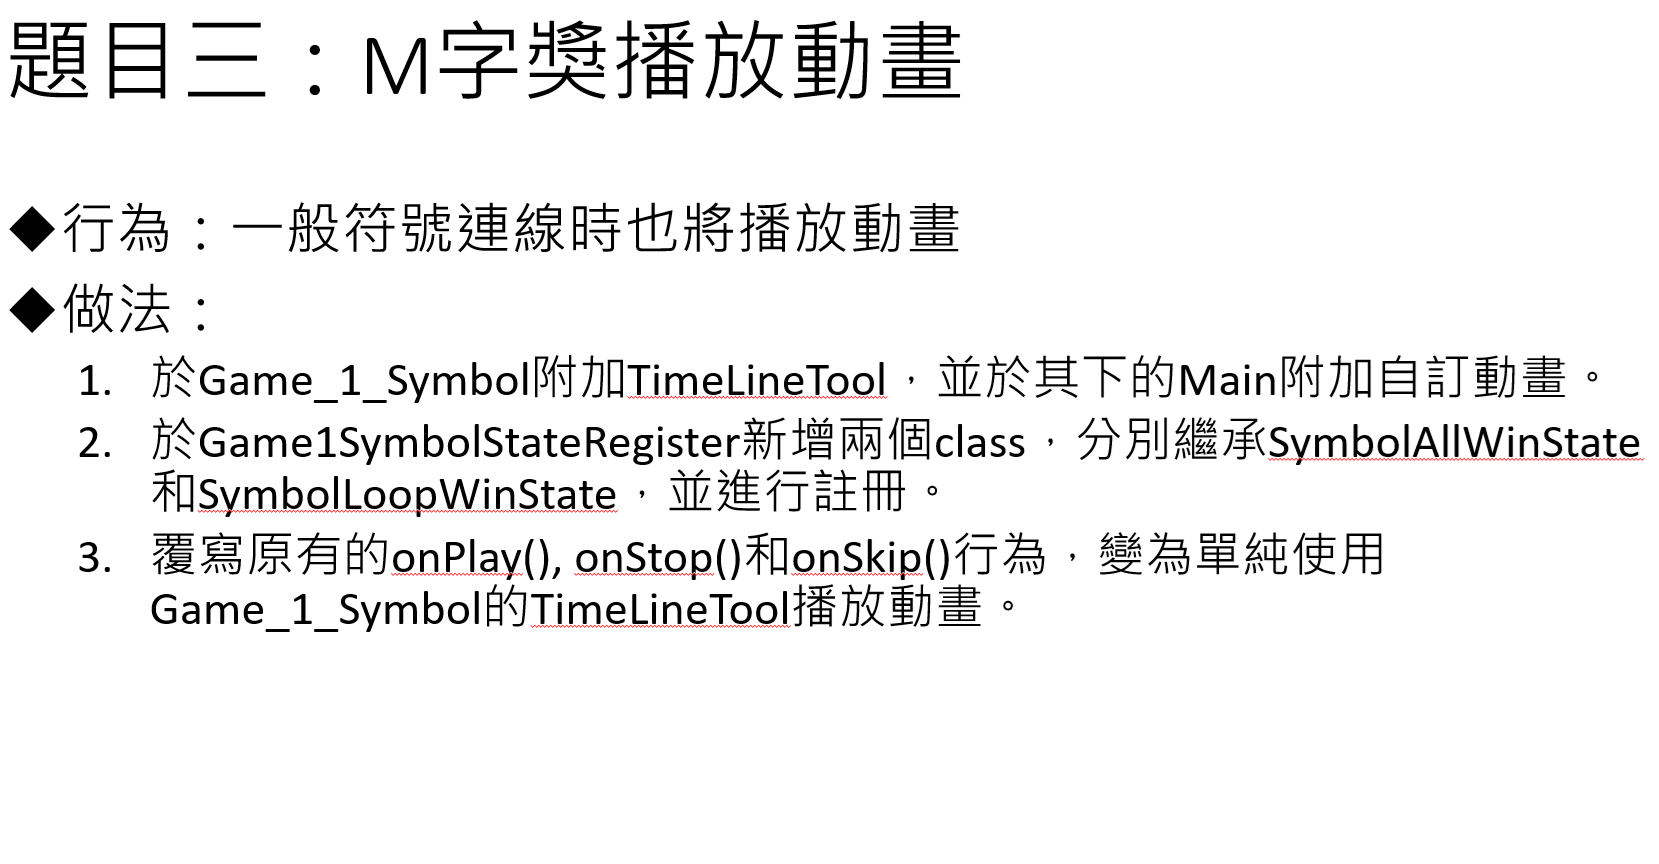 題目三：M字獎播放動畫
◆行為：一般符號連線時也將播放動畫
◆做法：
1. 於Game_1_Symbol附加TimeLineTool，並於其下的Main附加自訂動畫。
2. 於Game1SymbolStateRegister新增兩個class，分別繼承SymbolAllWinState
和SymbolLoopWinState，並進行註冊。
3. 覆寫原有的onPlay(), onStop()和onSkip()行為，變為單純使用
Game_1_Symbol的TimeLineTool播放動畫。